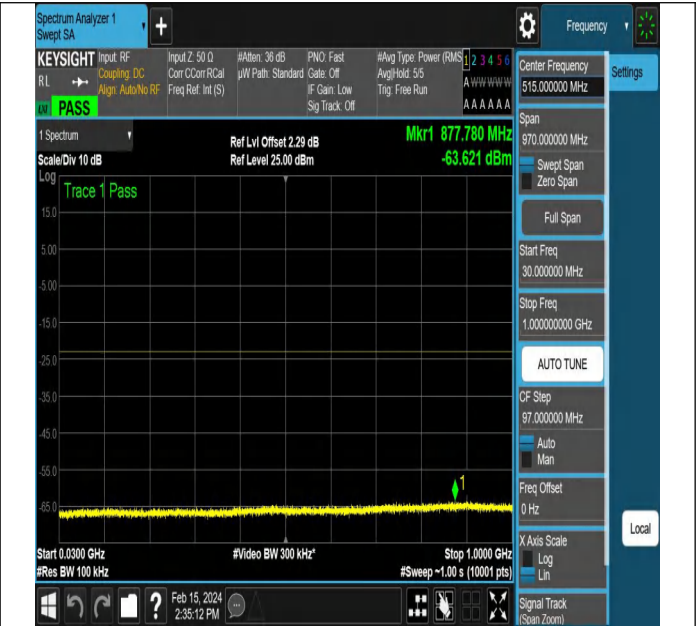 Spectrum Analyzer 1
Swept SA
+
Frequency
KEYSIGHT
Input: RF
Input Z: 50 Ω
#Atten: 36 dB
PNO: Fast
#Avg Type: Power (RMS
1 2 3 4 5 6
RL
Coupling: DC
Corr CCorr RCal
µW Path: Standard
Gate: Off
Avg|Hold: 5/5
A W W W W W
Align: Auto/No RF
Freq Ref: Int (S)
IF Gain: Low
Trig: Free Run
Sig Track: Off
A A A A A A
PASS
1 Spectrum
Ref Lvl Offset 2.29 dB
Mkr1 877.780 MHz
Scale/Div 10 dB
Ref Level 25.00 dBm
-63.621 dBm
Log
Trace 1 Pass
15.0
5.00
-5.00
-15.0
-25.0
-35.0
-45.0
-55.0
-65.0
1
Start 0.0300 GHz
#Video BW 300 kHz*
Stop 1.0000 GHz
#Res BW 100 kHz
#Sweep ~1.00 s (10001 pts)
?
Feb 15, 2024
2:35:12 PM
Center Frequency
515.000000 MHz
Settings
Span
970.000000 MHz
Swept Span
Zero Span
Full Span
Start Freq
30.000000 MHz
Stop Freq
1.000000000 GHz
AUTO TUNE
CF Step
97.000000 MHz
Auto
Man
Freq Offset
0 Hz
Local
X Axis Scale
Log
Lin
Signal Track
(Span Zoom)